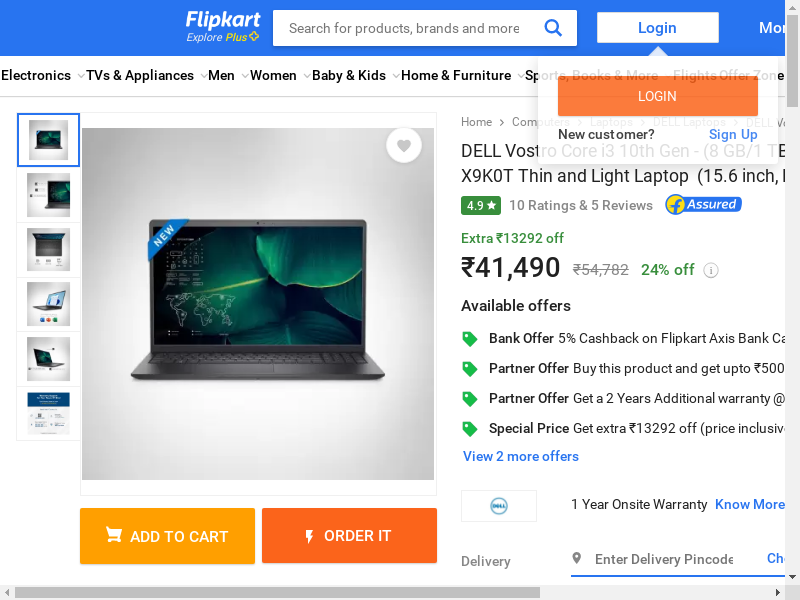 Flipkart
Explore Plus
Search for products, brands and more
Login
Electronics TVs & Appliances Men Women Baby & Kids Home & Furniture Sports, Books & More Flights Offer Zone
LOGIN
New customer? Sign Up
Home Computers Laptops DELL Laptops DELL
DELL Vostro Core i3 10th Gen - (8 GB/1 TB
X9K0T Thin and Light Laptop (15.6 inch,
4.9 10 Ratings & 5 Reviews Assured
Extra ₹13292 off
₹41,490 ₹54,782 24% off i
Available offers
Bank Offer 5% Cashback on Flipkart Axis Bank
Partner Offer Buy this product and get upto ₹500
Partner Offer Get a 2 Years Additional warranty @
Special Price Get extra ₹13292 off (price
View 2 more offers
NEW
DELL
1 Year Onsite Warranty Know More
ADD TO CART
ORDER IT
Delivery
Enter Delivery Pincode